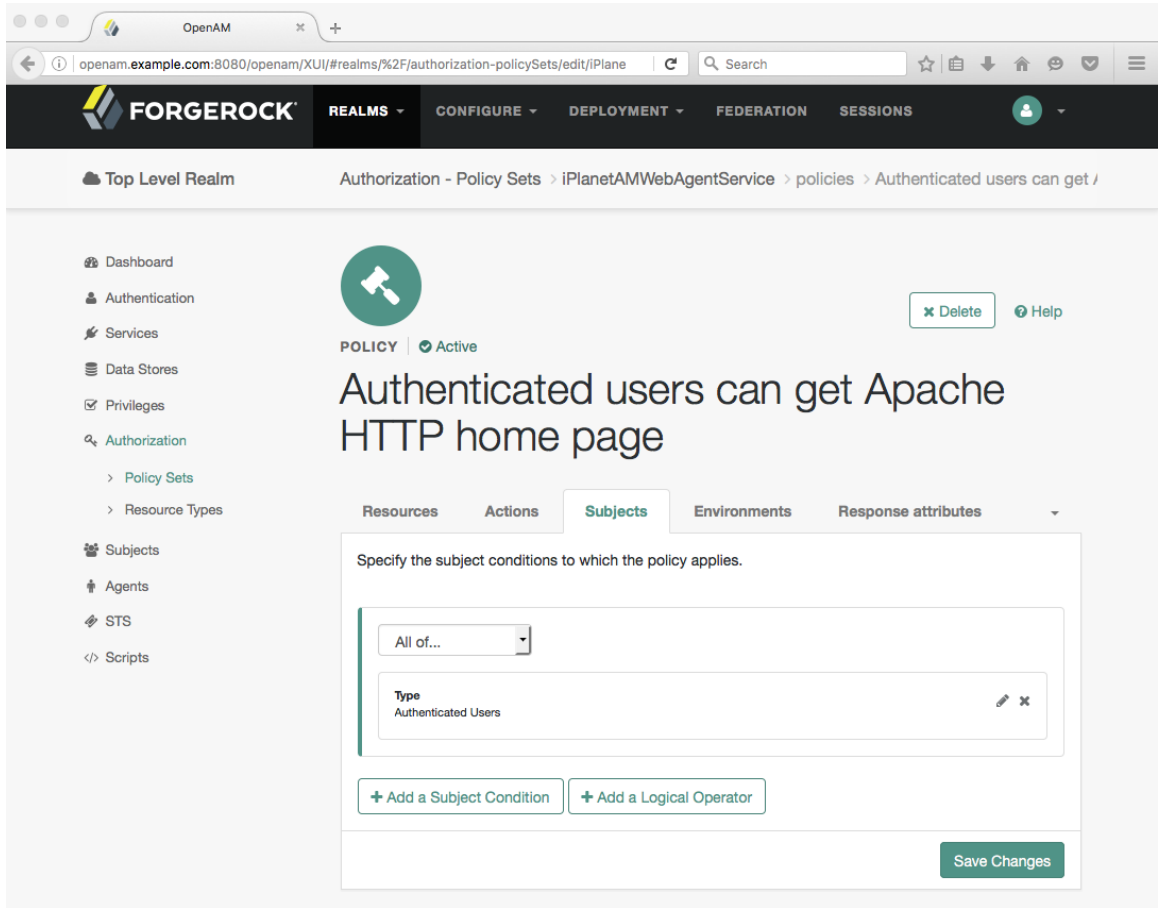 OpenAM
openam.example.com:8080/openam/XUI/#realms/%2F/authorization-policySets/edit/iPlane
Search
FORGEROCK
REALMS CONFIGURE DEPLOYMENT FEDERATION SESSIONS
Top Level Realm
Authorization - Policy Sets > iPlanetAMWebAgentService > policies > Authenticated users can get
Dashboard
Authentication
Services
Data Stores
Privileges
Authorization
> Policy Sets
> Resource Types
Subjects
Agents
STS
</> Scripts
Delete
Help
POLICY Active
Authenticated users can get Apache
HTTP home page
Resources Actions Subjects Environments Response attributes
Specify the subject conditions to which the policy applies.
All of...
Type
Authenticated Users
+ Add a Subject Condition + Add a Logical Operator
Save Changes